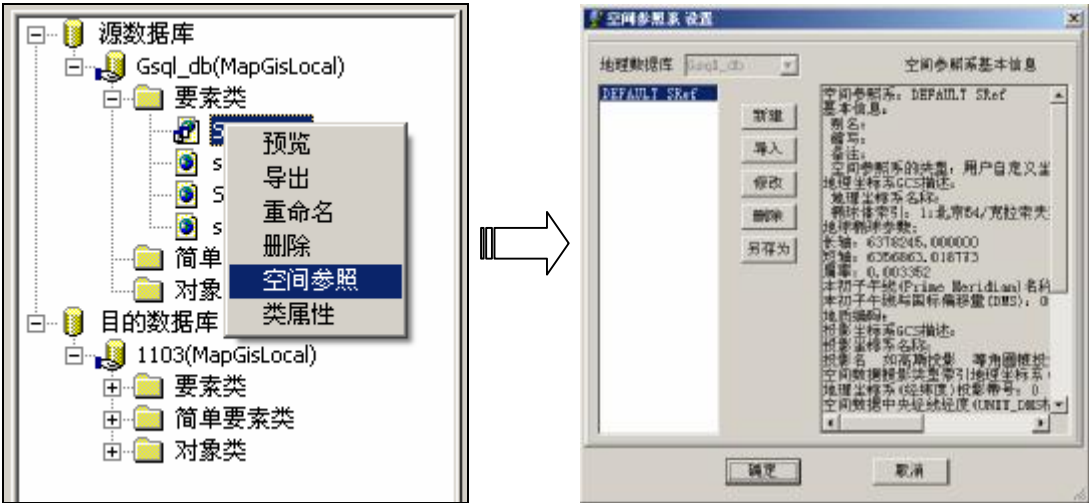 源数据库
Gsql_db(MapGisLocal)
要素类
S
s
S
s
简单
对象
目的数据库
1103(MapGisLocal)
要素类
简单要素类
对象类
预览
导出
重命名
删除
空间参照
类属性
空间参照系 设置
地理数据库 Gsql_db
空间参照系基本信息
DEFAULT SRef
新建
导入
修改
删除
另存为
空间参照系: DEFAULT SRef
基本信息:
别名:
缩写:
备注:
空间参照系的类型: 用户自定义坐
地理坐标系GCS描述:
地理坐标系名称:
椭球体索引: 1:北京54/克拉索夫
地球椭球参数:
长轴: 6378245.000000
短轴: 6356863.018773
扁率: 0.003352
本初子午线(Prime Meridian)名称
本初子午线与国标偏移量(DMS): 0
地质编码:
投影坐标系GCS描述:
投影坐标系名称:
投影名 如高斯投影 等角圆锥投
空间数据投影类型索引地理坐标系
地理坐标系(经纬度)投影带号: 0
空间数据中央经线经度(UNIT_DMS
确定
取消